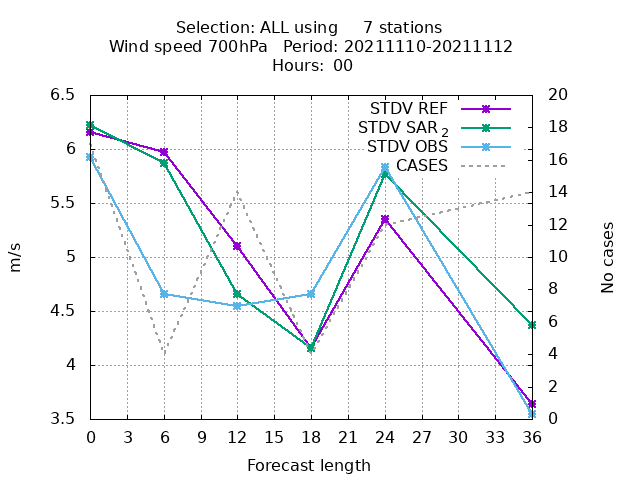 Selection: ALL using     7 stations
Wind speed 700hPa   Period: 20211110-20211112
Hours:  00
STDV REF
STDV SAR 2
STDV OBS
CASES
6.5
6
5.5
5
4.5
4
3.5
m/s
20
18
16
14
12
10
8
6
4
2
0
No cases
0 3 6 9 12 15 18 21 24 27 30 33 36
Forecast length